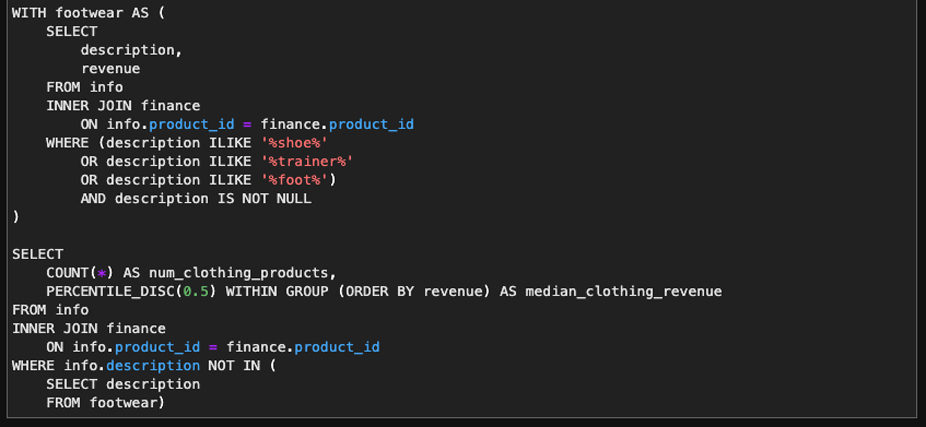 WITH footwear AS (
    SELECT
        description,
        revenue
    FROM info
    INNER JOIN finance
        ON info.product_id = finance.product_id
    WHERE (description ILIKE '%shoe%'
        OR description ILIKE '%trainer%'
        OR description ILIKE '%foot%')
        AND description IS NOT NULL
)

SELECT
    COUNT(*) AS num_clothing_products,
    PERCENTILE_DISC(0.5) WITHIN GROUP (ORDER BY revenue) AS median_clothing_revenue
FROM info
INNER JOIN finance
    ON info.product_id = finance.product_id
WHERE info.description NOT IN (
    SELECT description
    FROM footwear)